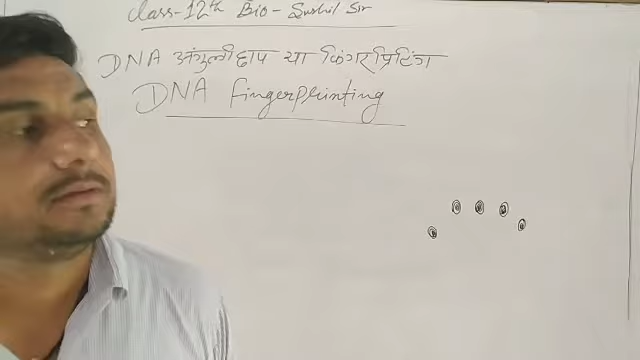 Class-12th Bio - Sushil Sir
DNA अंगुली छाप या फिंगरप्रिटिंग
DNA fingerprinting